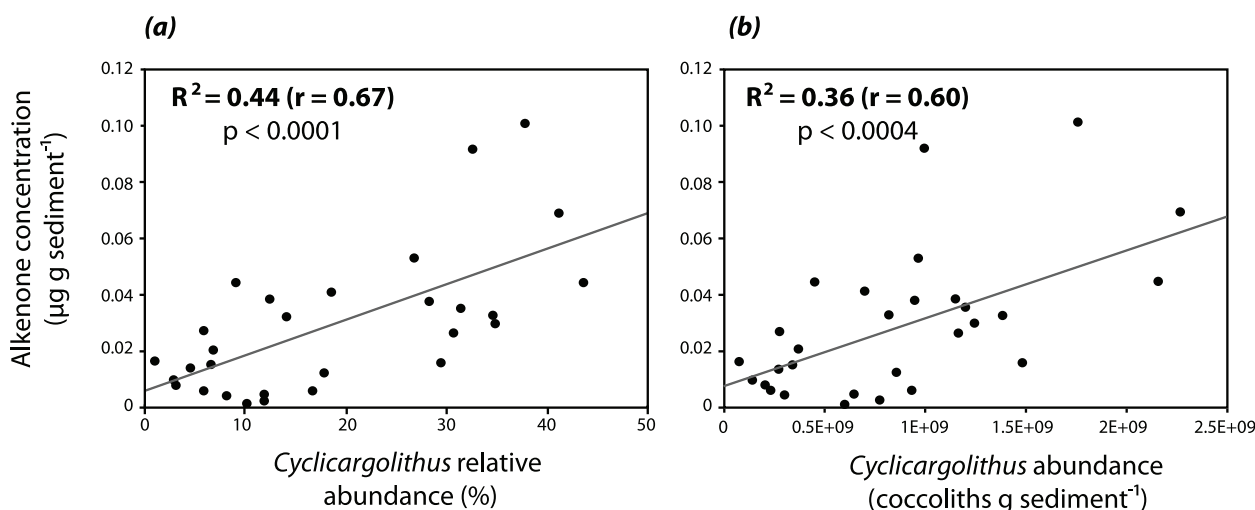 (a)
R² = 0.44 (r = 0.67)
p < 0.0001
0.12
0.10
0.08
0.06
0.04
0.02
0
0 10 20 30 40 50
Alkenone concentration
(µg g sediment⁻¹)
Cyclicargolithus relative
abundance (%)
(b)
R² = 0.36 (r = 0.60)
p < 0.0004
0.12
0.10
0.08
0.06
0.04
0.02
0
0 0.5E+09 1E+09 1.5E+09 2E+09 2.5E+09
Cyclicargolithus abundance
(coccoliths g sediment⁻¹)